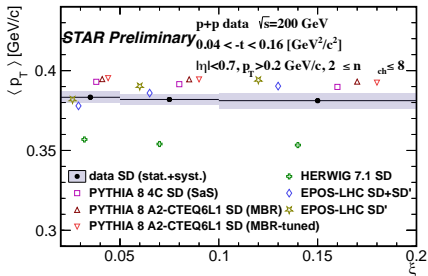 ⟨ p_T ⟩ [GeV/c]
p+p data √s=200 GeV
STAR Preliminary
0.04 < -t < 0.16 [GeV²/c²]
|η|<0.7, p_T>0.2 GeV/c, 2 ≤ n_ch ≤ 8
0.4
0.35
0.3
data SD (stat.+syst.)
PYTHIA 8 4C SD (SaS)
PYTHIA 8 A2-CTEQ6L1 SD (MBR)
PYTHIA 8 A2-CTEQ6L1 SD (MBR-tuned)
HERWIG 7.1 SD
EPOS-LHC SD+SD'
EPOS-LHC SD'
0.05 0.1 0.15 0.2
ξ